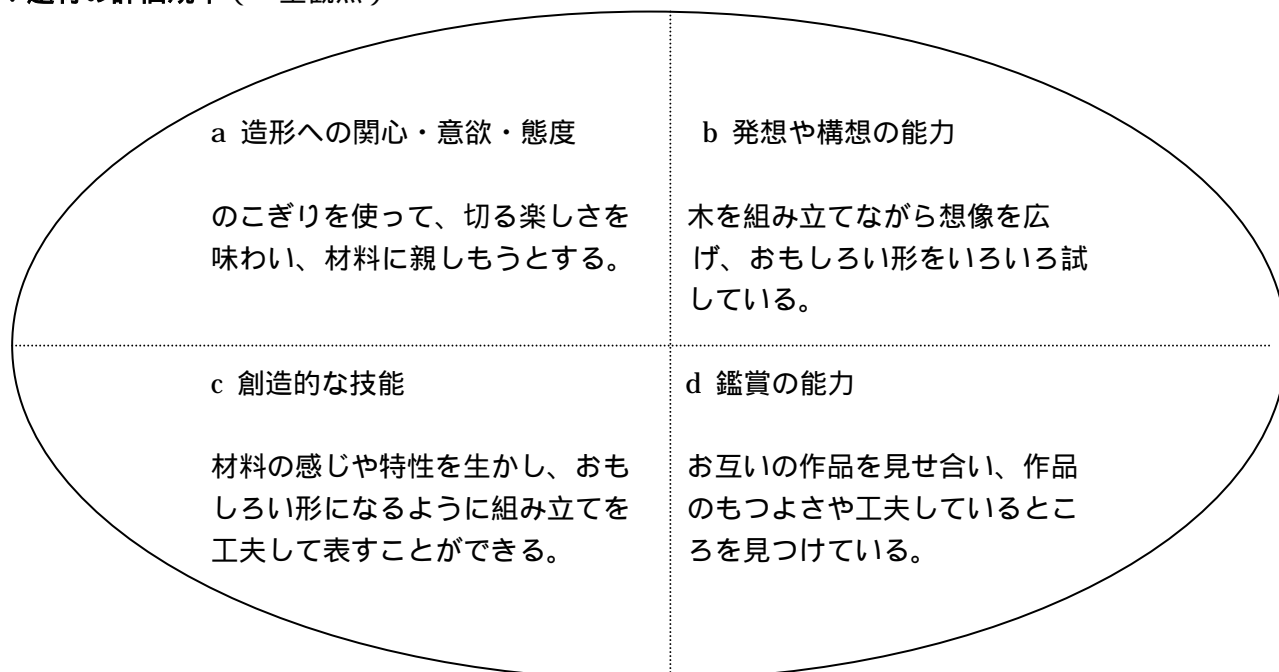 a 造形への関心・意欲・態度
のこぎりを使って、切る楽しさを
味わい、材料に親しもうとする。
b 発想や構想の能力
木を組み立てながら想像を広
げ、おもしろい形をいろいろ試
している。
c 創造的な技能
材料の感じや特性を生かし、おも
しろい形になるように組み立てを
工夫して表すことができる。
d 鑑賞の能力
お互いの作品を見せ合い、作品
のもつよさや工夫しているとこ
ろを見つけている。